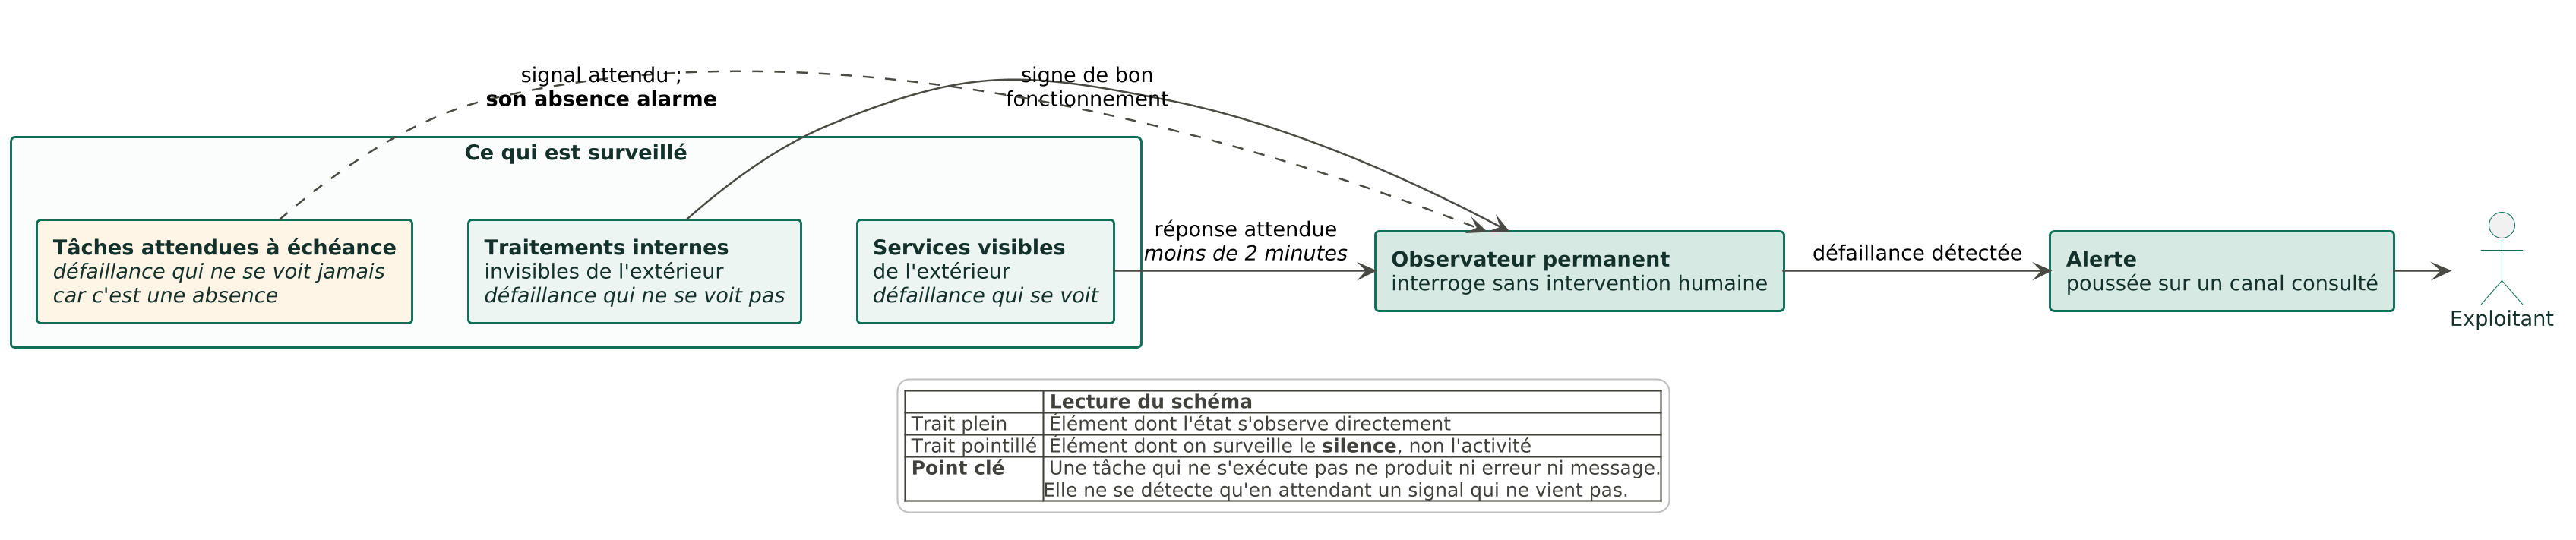 signal attendu ;
son absence alarme
signe de bon
fonctionnement
Ce qui est surveillé
Tâches attendues à échéance
défaillance qui ne se voit jamais
car c'est une absence
Traitements internes
invisibles de l'extérieur
défaillance qui ne se voit pas
Services visibles
de l'extérieur
défaillance qui se voit
réponse attendue
moins de 2 minutes
Observateur permanent
interroge sans intervention humaine
défaillance détectée
Alerte
poussée sur un canal consulté
Exploitant
Lecture du schéma
Trait plein Élément dont l'état s'observe directement
Trait pointillé Élément dont on surveille le silence, non l'activité
Point clé Une tâche qui ne s'exécute pas ne produit ni erreur ni message.
Elle ne se détecte qu'en attendant un signal qui ne vient pas.